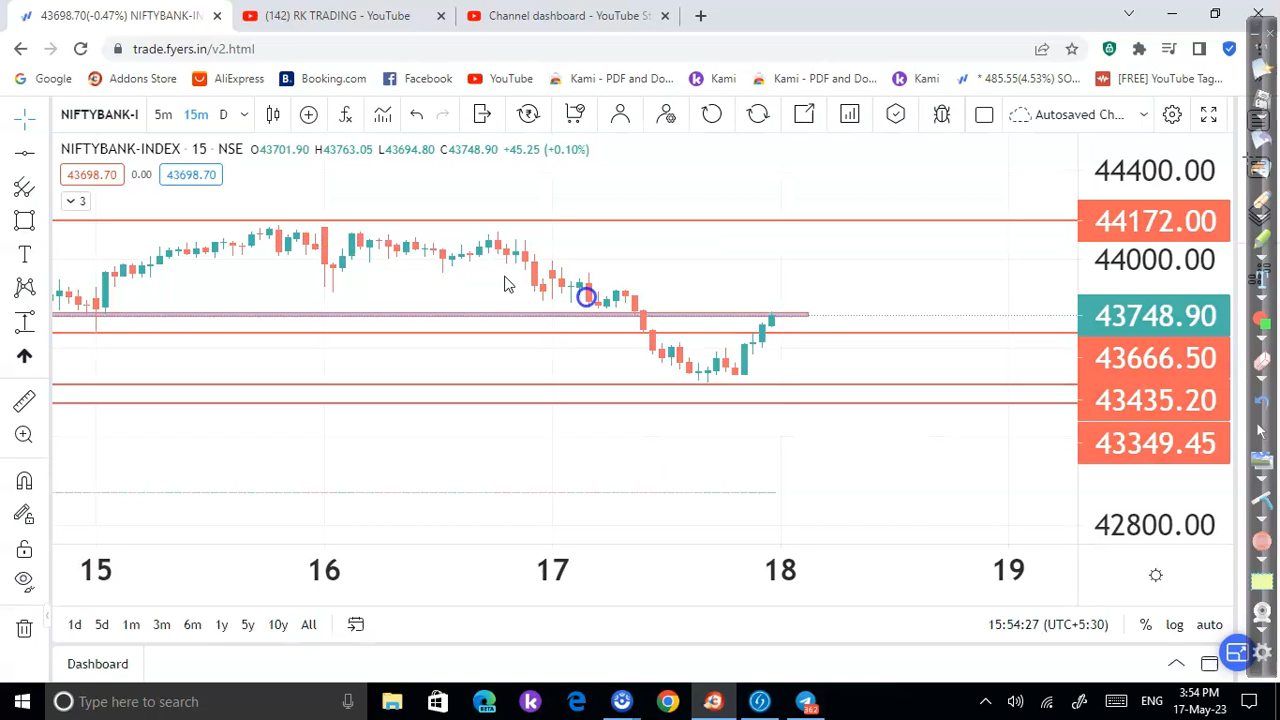 43698.70(-0.47%) NIFTYBANK-IN
(142) RK TRADING - YouTube
Channel dashboard - YouTube St
trade.fyers.in/v2.html
Google
Addons Store
AliExpress
Booking.com
Facebook
YouTube
Kami - PDF and Do...
Kami
Kami - PDF and Do...
Kami
* 485.55(4.53%) SO...
[FREE] YouTube Tag...
NIFTYBANK-I
5m
15m
D
Autosaved Ch...
NIFTYBANK-INDEX · 15 · NSE O43701.90 H43763.05 L43694.80 C43748.90 +45.25 (+0.10%)
43698.70
0.00
43698.70
3
44400.00
44172.00
44000.00
43748.90
43666.50
43435.20
43349.45
42800.00
15
16
17
18
19
1d
5d
1m
3m
6m
1y
5y
10y
All
15:54:27 (UTC+5:30)
%
log
auto
Dashboard
Type here to search
BETA
362
ENG
3:54 PM
17-May-23